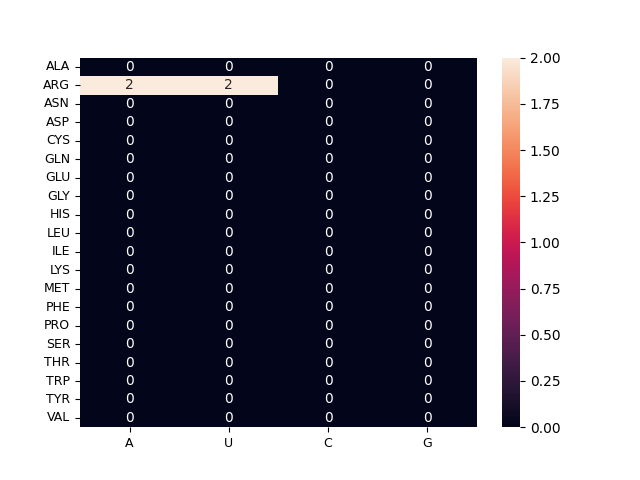 ALA 0 0 0 0
ARG 2 2 0 0
ASN 0 0 0 0
ASP 0 0 0 0
CYS 0 0 0 0
GLN 0 0 0 0
GLU 0 0 0 0
GLY 0 0 0 0
HIS 0 0 0 0
LEU 0 0 0 0
ILE 0 0 0 0
LYS 0 0 0 0
MET 0 0 0 0
PHE 0 0 0 0
PRO 0 0 0 0
SER 0 0 0 0
THR 0 0 0 0
TRP 0 0 0 0
TYR 0 0 0 0
VAL 0 0 0 0
A U C G
2.00
1.75
1.50
1.25
1.00
0.75
0.50
0.25
0.00